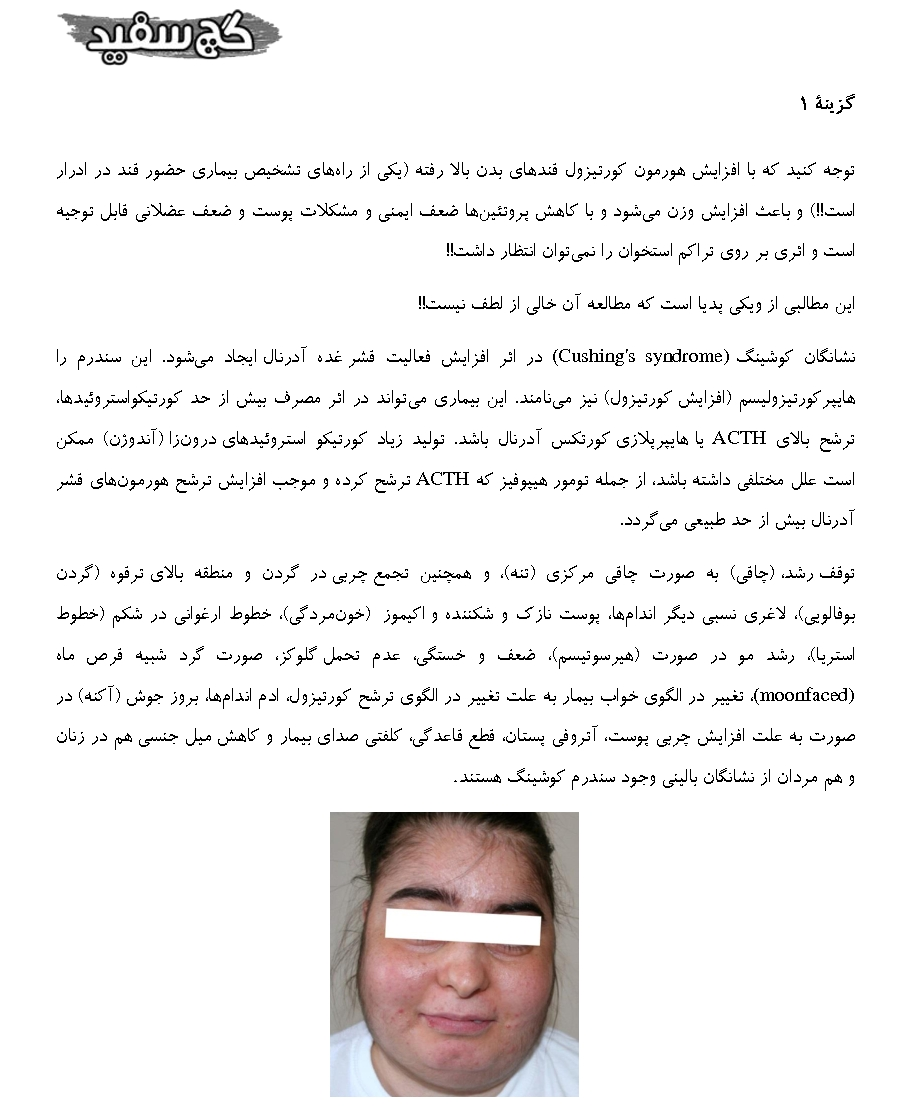 گچ سفید
گزینهٔ ۱
توجه کنید که با افزایش هورمون کورتیزول قندهای بدن بالا رفته (یکی از راه‌های تشخیص بیماری حضور قند در ادرار
است!!) و باعث افزایش وزن می‌شود و با کاهش پروتئین‌ها ضعف ایمنی و مشکلات پوست و ضعف عضلانی قابل توجیه
است و اثری بر روی تراکم استخوان را نمی‌توان انتظار داشت!!
این مطالبی از ویکی پدیا است که مطالعه آن خالی از لطف نیست!!
نشانگان کوشینگ (Cushing's syndrome) در اثر افزایش فعالیت قشر غده آدرنال ایجاد می‌شود. این سندرم را
هایپرکورتیزولیسم (افزایش کورتیزول) نیز می‌نامند. این بیماری می‌تواند در اثر مصرف بیش از حد کورتیکواستروئیدها،
ترشح بالای ACTH یا هایپرپلازی کورتکس آدرنال باشد. تولید زیاد کورتیکو استروئیدهای درون‌زا (آندوژن) ممکن
است علل مختلفی داشته باشد، از جمله تومور هیپوفیز که ACTH ترشح کرده و موجب افزایش ترشح هورمون‌های قشر
آدرنال بیش از حد طبیعی می‌گردد.
توقف رشد، (چاقی) به صورت چاقی مرکزی (تنه)، و همچنین تجمع چربی در گردن و منطقه بالای ترقوه (گردن
بوفالویی)، لاغری نسبی دیگر اندام‌ها، پوست نازک و شکننده و اکیموز (خون‌مردگی)، خطوط ارغوانی در شکم (خطوط
استریا)، رشد مو در صورت (هیرسوتیسم)، ضعف و خستگی، عدم تحمل گلوکز، صورت گرد شبیه قرص ماه
(moonfaced)، تغییر در الگوی خواب بیمار به علت تغییر در الگوی ترشح کورتیزول، ادم اندام‌ها، بروز جوش (آکنه) در
صورت به علت افزایش چربی پوست، آتروفی پستان، قطع قاعدگی، کلفتی صدای بیمار و کاهش میل جنسی هم در زنان
و هم مردان از نشانگان بالینی وجود سندرم کوشینگ هستند.